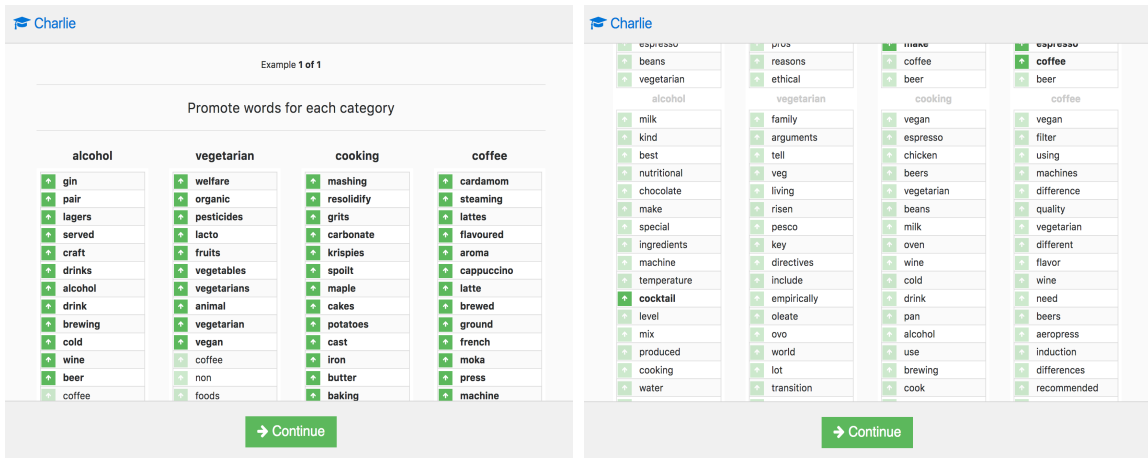 Charlie
Example 1 of 1
Promote words for each category
alcohol vegetarian cooking coffee
gin welfare mashing cardamom
pair organic resolidify steaming
lagers pesticides grits lattes
served lacto carbonate flavoured
craft fruits krispies aroma
drinks vegetables spoilt cappuccino
alcohol vegetarians maple latte
drink animal cakes brewed
brewing vegetarian potatoes ground
cold vegan cast french
wine coffee iron moka
beer non butter press
coffee foods baking machine
Continue
Charlie
espresso pros make espresso
beans reasons coffee coffee
vegetarian ethical beer beer
alcohol vegetarian cooking coffee
milk family vegan vegan
kind arguments espresso filter
best tell chicken using
nutritional veg beers machines
chocolate living vegetarian difference
make risen beans quality
special pesco milk vegetarian
ingredients key oven different
machine directives wine flavor
temperature include cold wine
cocktail empirically drink need
level oleate pan beers
mix ovo alcohol aeropress
produced world use induction
cooking lot brewing differences
water transition cook recommended
Continue